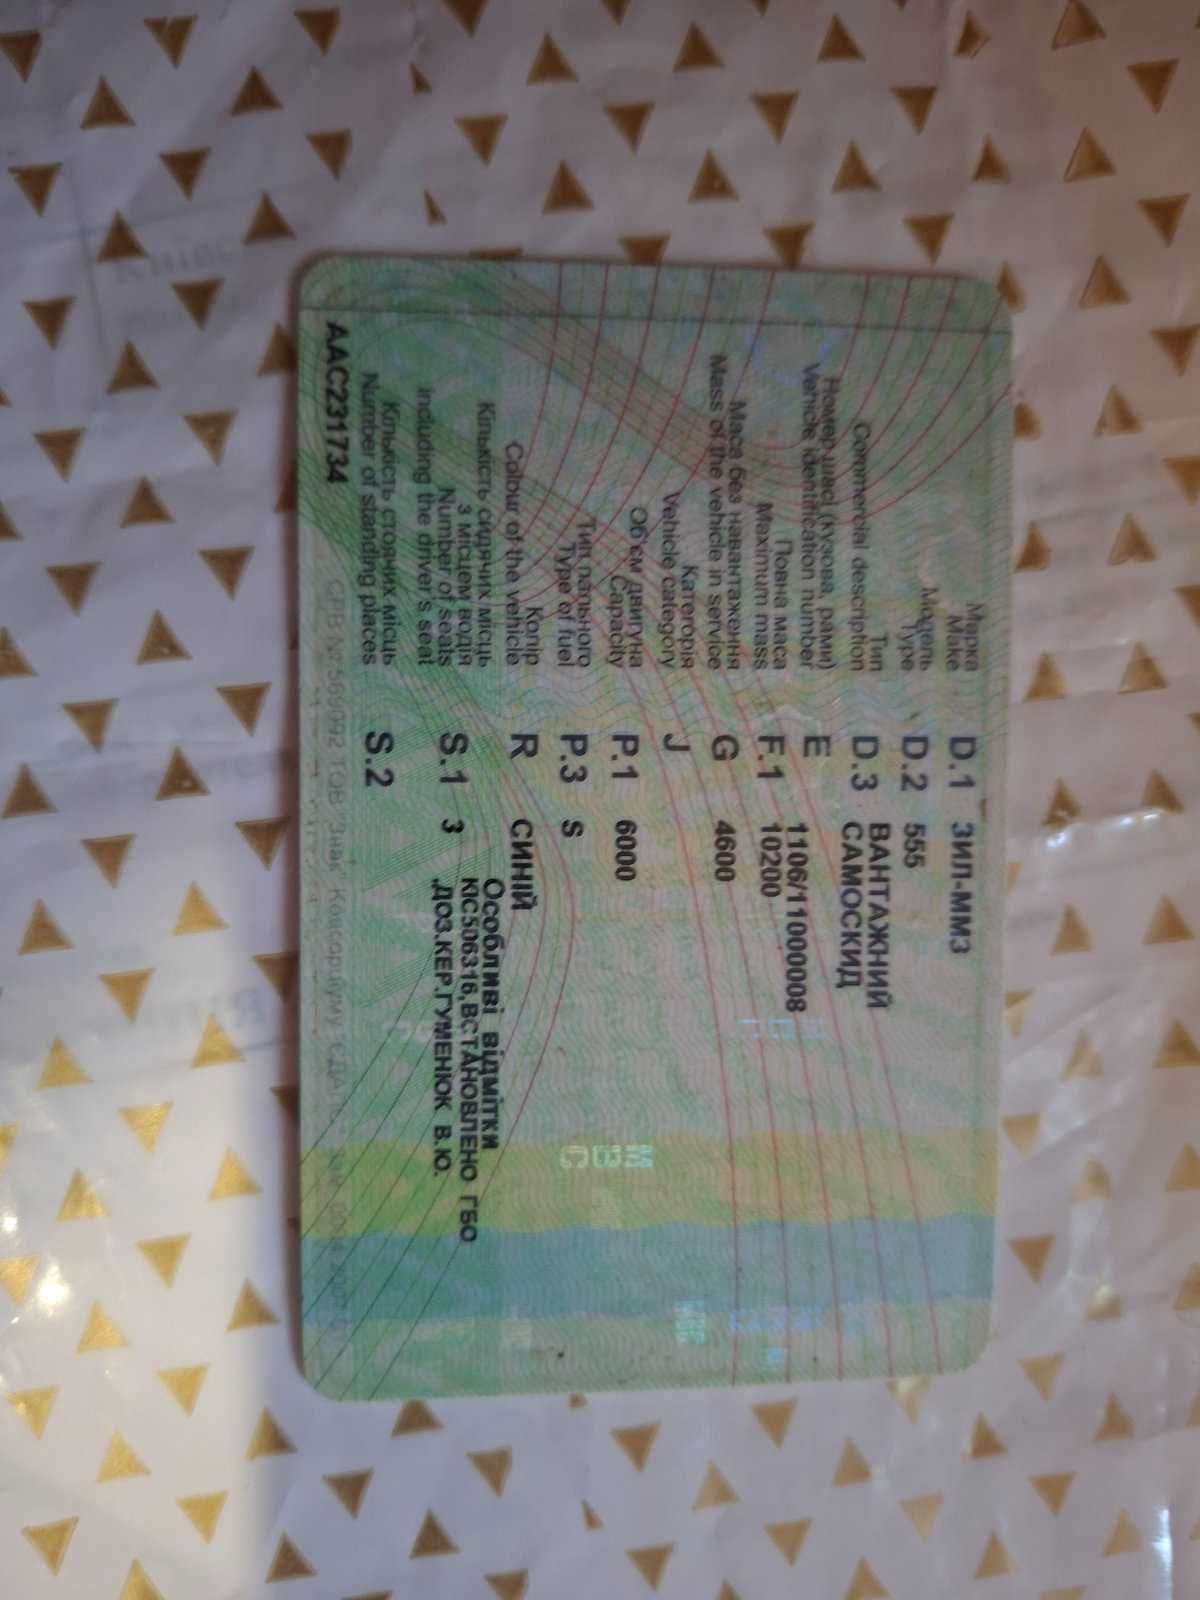 Марка D.1 ЗИЛ-ММЗ
Make
Модель D.2 555
Type
Тип D.3 ВАНТАЖНИЙ
Commercial description САМОСКИД
Номер шасі (кузова, рами) E
Vehicle identification number 1106/11000008
Повна маса F.1 10200
Maximum mass
Маса без навантаження G 4600
Mass of the vehicle in service
Категорія J
Vehicle category
Об'єм двигуна P.1 6000
Capacity
Тип пального P.3 S
Type of fuel
Колір R СИНІЙ
Colour of the vehicle
Кількість сидячих місць Особливі відмітки
з місцем водія S.1 3 КІС506316,ВСТАНОВЛЕНО ГБО
Number of seats ,ДОЗ.КЕР.ГУМЕНЮК В.Ю.
including the driver's seat
Кількість стоячих місць S.2
Number of standing places
ААС231734